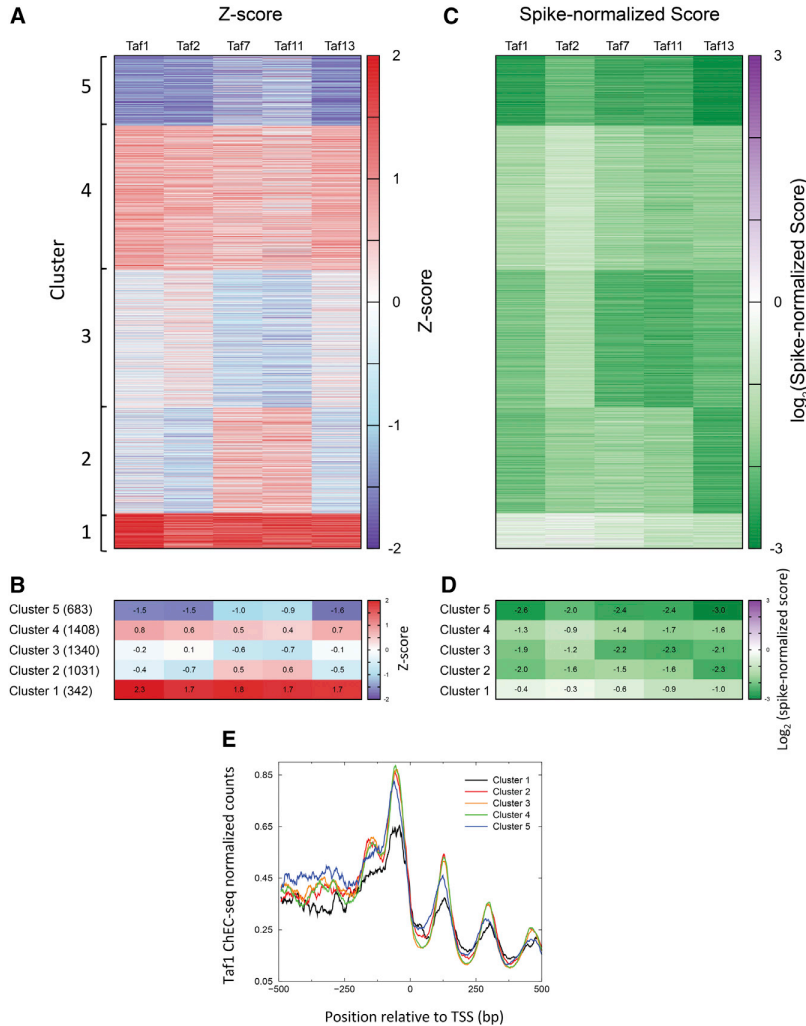 A
Z-score
Taf1 Taf2 Taf7 Taf11 Taf13
Cluster
5
4
3
2
1
2
1
0
-1
-2
Z-score
C
Spike-normalized Score
Taf1 Taf2 Taf7 Taf11 Taf13
3
0
-3
log2(Spike-normalized Score)
B
Cluster 5 (683) -1.5 -1.5 -1.0 -0.9 -1.6
Cluster 4 (1408) 0.8 0.6 0.5 0.4 0.7
Cluster 3 (1340) -0.2 0.1 -0.6 -0.7 -0.1
Cluster 2 (1031) -0.4 -0.7 0.5 0.6 -0.5
Cluster 1 (342) 2.3 1.7 1.8 1.7 1.7
2
1
0
-1
-2
Z-score
D
Cluster 5 -2.6 -2.0 -2.4 -2.4 -3.0
Cluster 4 -1.3 -0.9 -1.4 -1.7 -1.6
Cluster 3 -1.9 -1.2 -2.2 -2.3 -2.1
Cluster 2 -2.0 -1.6 -1.5 -1.6 -2.3
Cluster 1 -0.4 -0.3 -0.6 -0.9 -1.0
3
0
-3
Log2 (spike-normalized score)
E
Taf1 ChEC-seq normalized counts
0.85
0.65
0.45
0.25
0.05
Cluster 1
Cluster 2
Cluster 3
Cluster 4
Cluster 5
−500 −250 0 250 500
Position relative to TSS (bp)